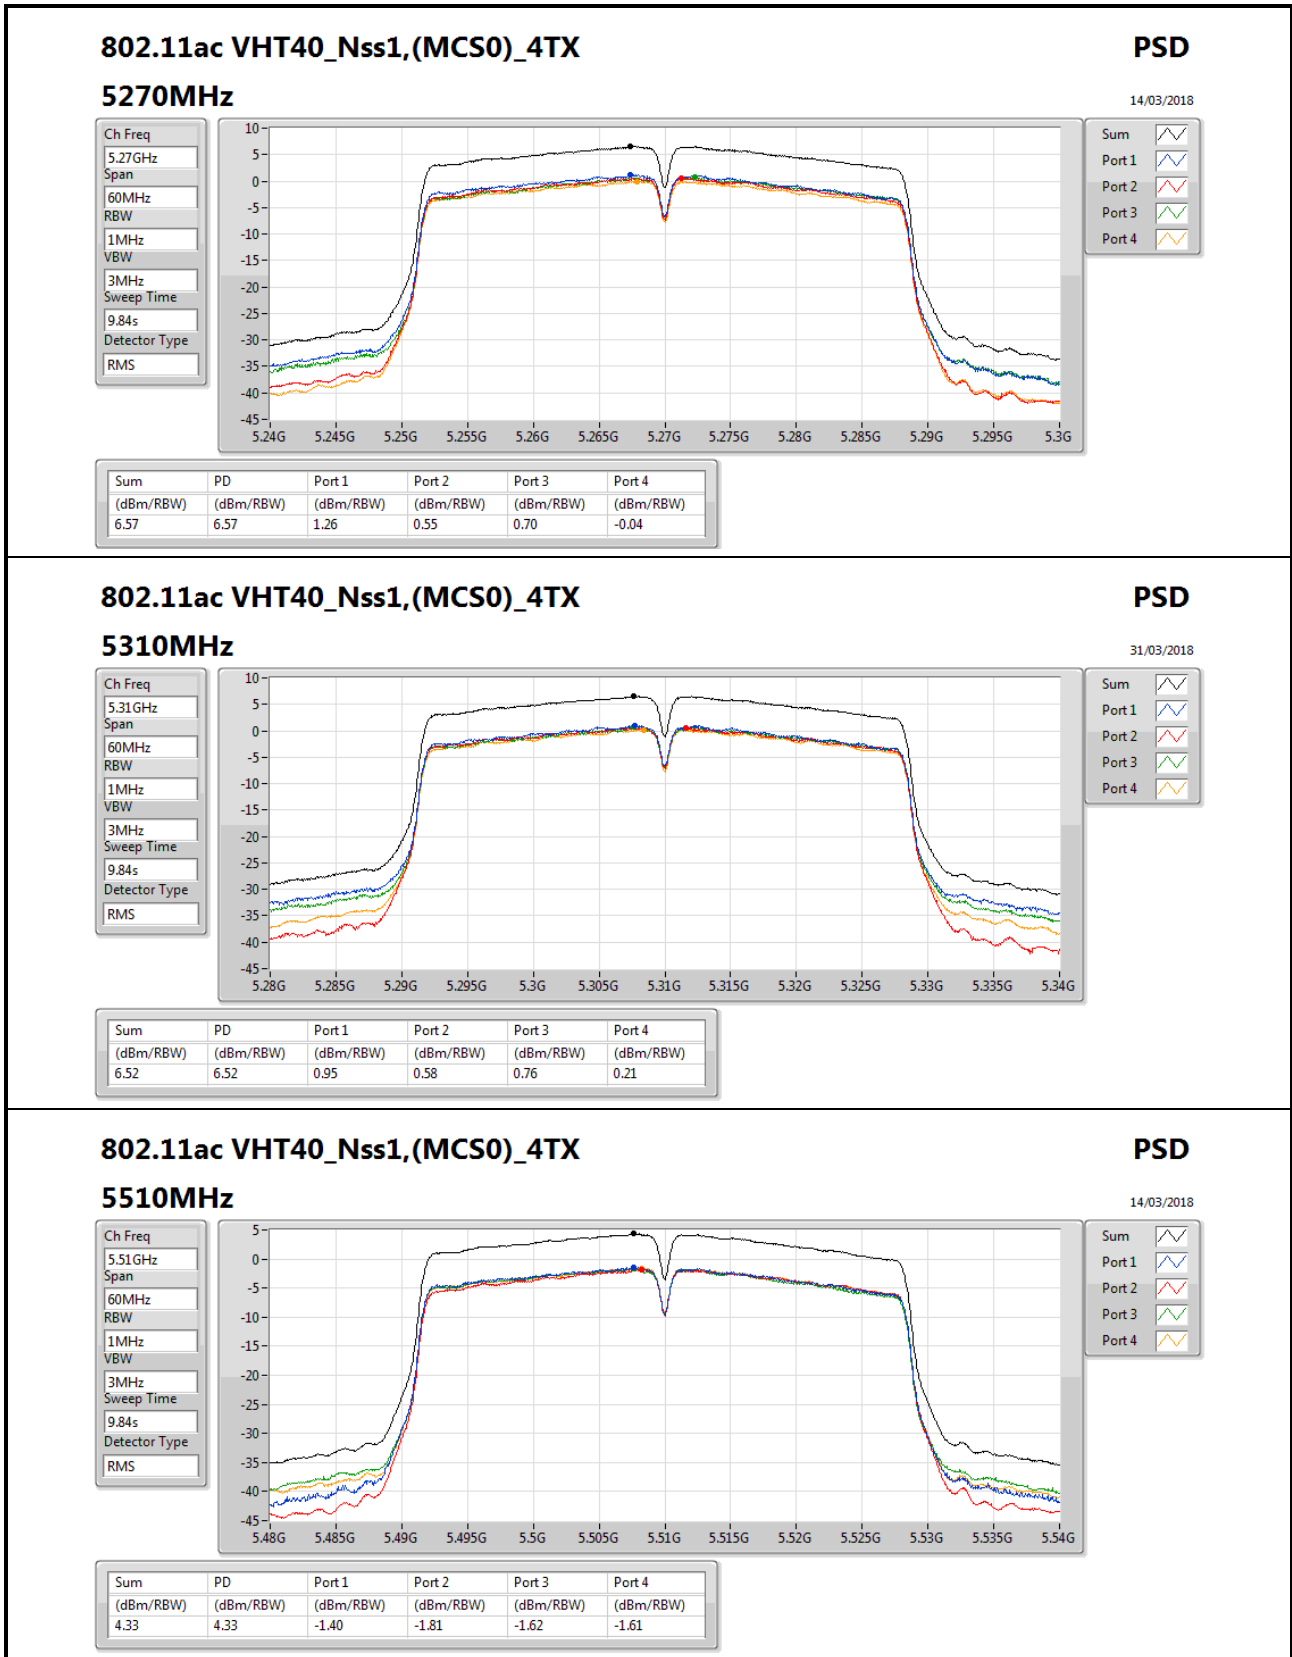 802.11ac VHT40_Nss1,(MCS0)_4TX PSD
5270MHz 14/03/2018
Ch Freq
5.27GHz
Span
60MHz
RBW
1MHz
VBW
3MHz
Sweep Time
9.84s
Detector Type
RMS
10
5
0
-5
-10
-15
-20
-25
-30
-35
-40
-45
5.24G 5.245G 5.25G 5.255G 5.26G 5.265G 5.27G 5.275G 5.28G 5.285G 5.29G 5.295G 5.3G
Sum
Port 1
Port 2
Port 3
Port 4
Sum PD Port 1 Port 2 Port 3 Port 4
(dBm/RBW) (dBm/RBW) (dBm/RBW) (dBm/RBW) (dBm/RBW) (dBm/RBW)
6.57 6.57 1.26 0.55 0.70 -0.04
802.11ac VHT40_Nss1,(MCS0)_4TX PSD
5310MHz 31/03/2018
Ch Freq
5.31GHz
Span
60MHz
RBW
1MHz
VBW
3MHz
Sweep Time
9.84s
Detector Type
RMS
10
5
0
-5
-10
-15
-20
-25
-30
-35
-40
-45
5.28G 5.285G 5.29G 5.295G 5.3G 5.305G 5.31G 5.315G 5.32G 5.325G 5.33G 5.335G 5.34G
Sum
Port 1
Port 2
Port 3
Port 4
Sum PD Port 1 Port 2 Port 3 Port 4
(dBm/RBW) (dBm/RBW) (dBm/RBW) (dBm/RBW) (dBm/RBW) (dBm/RBW)
6.52 6.52 0.95 0.58 0.76 0.21
802.11ac VHT40_Nss1,(MCS0)_4TX PSD
5510MHz 14/03/2018
Ch Freq
5.51GHz
Span
60MHz
RBW
1MHz
VBW
3MHz
Sweep Time
9.84s
Detector Type
RMS
5
0
-5
-10
-15
-20
-25
-30
-35
-40
-45
5.48G 5.485G 5.49G 5.495G 5.5G 5.505G 5.51G 5.515G 5.52G 5.525G 5.53G 5.535G 5.54G
Sum
Port 1
Port 2
Port 3
Port 4
Sum PD Port 1 Port 2 Port 3 Port 4
(dBm/RBW) (dBm/RBW) (dBm/RBW) (dBm/RBW) (dBm/RBW) (dBm/RBW)
4.33 4.33 -1.40 -1.81 -1.62 -1.61